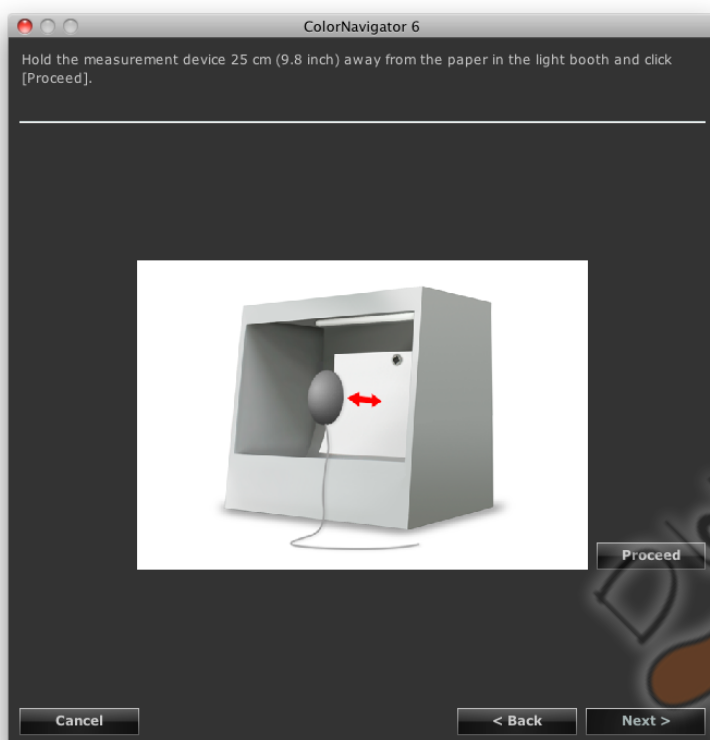 ColorNavigator 6
Hold the measurement device 25 cm (9.8 inch) away from the paper in the light booth and click
[Proceed].
Proceed
Cancel
< Back
Next >